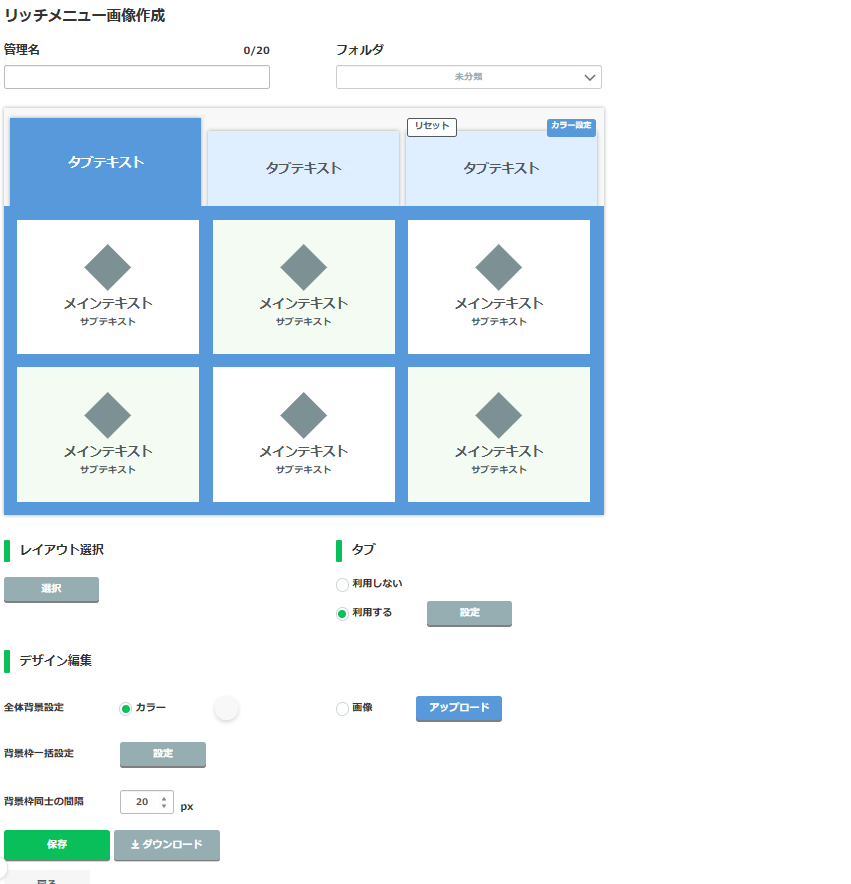 リッチメニュー画像作成
管理名 0/20 フォルダ
未分類
リセット カラー設定
タブテキスト タブテキスト タブテキスト
メインテキスト メインテキスト メインテキスト
サブテキスト サブテキスト サブテキスト
メインテキスト メインテキスト メインテキスト
サブテキスト サブテキスト サブテキスト
レイアウト選択 タブ
選択 利用しない
利用する 設定
デザイン編集
全体背景設定 カラー 画像 アップロード
背景枠一括設定 設定
背景枠同士の間隔 20 px
保存 ダウンロード
戻る